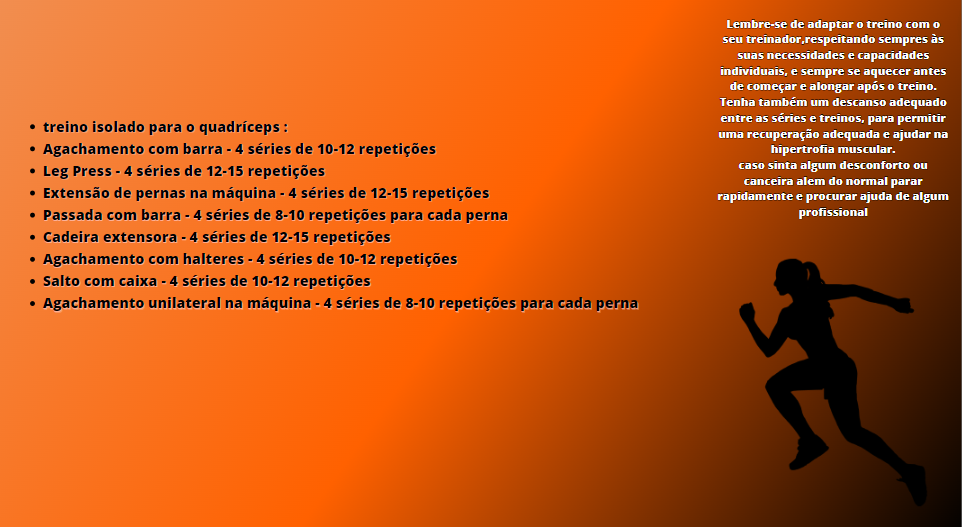 • treino isolado para o quadríceps :
• Agachamento com barra - 4 séries de 10-12 repetições
• Leg Press - 4 séries de 12-15 repetições
• Extensão de pernas na máquina - 4 séries de 12-15 repetições
• Passada com barra - 4 séries de 8-10 repetições para cada perna
• Cadeira extensora - 4 séries de 12-15 repetições
• Agachamento com halteres - 4 séries de 10-12 repetições
• Salto com caixa - 4 séries de 10-12 repetições
• Agachamento unilateral na máquina - 4 séries de 8-10 repetições para cada perna
Lembre-se de adaptar o treino com o
seu treinador,respeitando sempres às
suas necessidades e capacidades
individuais, e sempre se aquecer antes
de começar e alongar após o treino.
Tenha também um descanso adequado
entre as séries e treinos, para permitir
uma recuperação adequada e ajudar na
hipertrofia muscular.
caso sinta algum desconforto ou
canceira alem do normal parar
rapidamente e procurar ajuda de algum
profissional